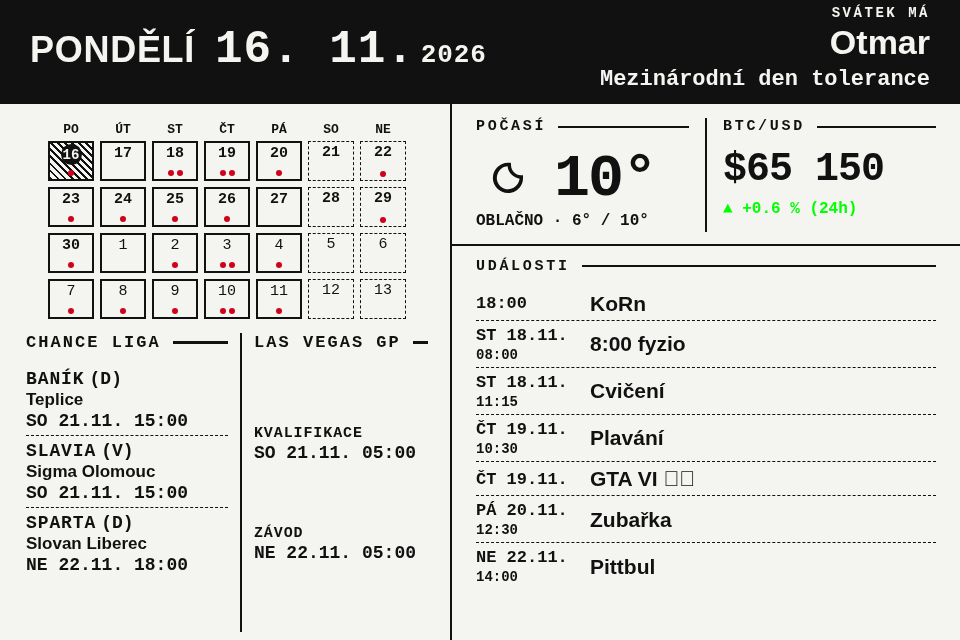 PONDĚLÍ 16. 11. 2026
SVÁTEK MÁ
Otmar
Mezinárodní den tolerance
PO ÚT ST ČT PÁ SO NE
16 17 18 19 20 21 22
23 24 25 26 27 28 29
30 1 2 3 4 5 6
7 8 9 10 11 12 13
CHANCE LIGA
BANÍK (D)
Teplice
SO 21.11. 15:00
SLAVIA (V)
Sigma Olomouc
SO 21.11. 15:00
SPARTA (D)
Slovan Liberec
NE 22.11. 18:00
LAS VEGAS GP
KVALIFIKACE
SO 21.11. 05:00
ZÁVOD
NE 22.11. 05:00
POČASÍ
10°
OBLAČNO · 6° / 10°
BTC/USD
$65 150
▲ +0.6 % (24h)
UDÁLOSTI
18:00 KoRn
ST 18.11. 08:00 8:00 fyzio
ST 18.11. 11:15 Cvičení
ČT 19.11. 10:30 Plavání
ČT 19.11. GTA VI
PÁ 20.11. 12:30 Zubařka
NE 22.11. 14:00 Pittbul